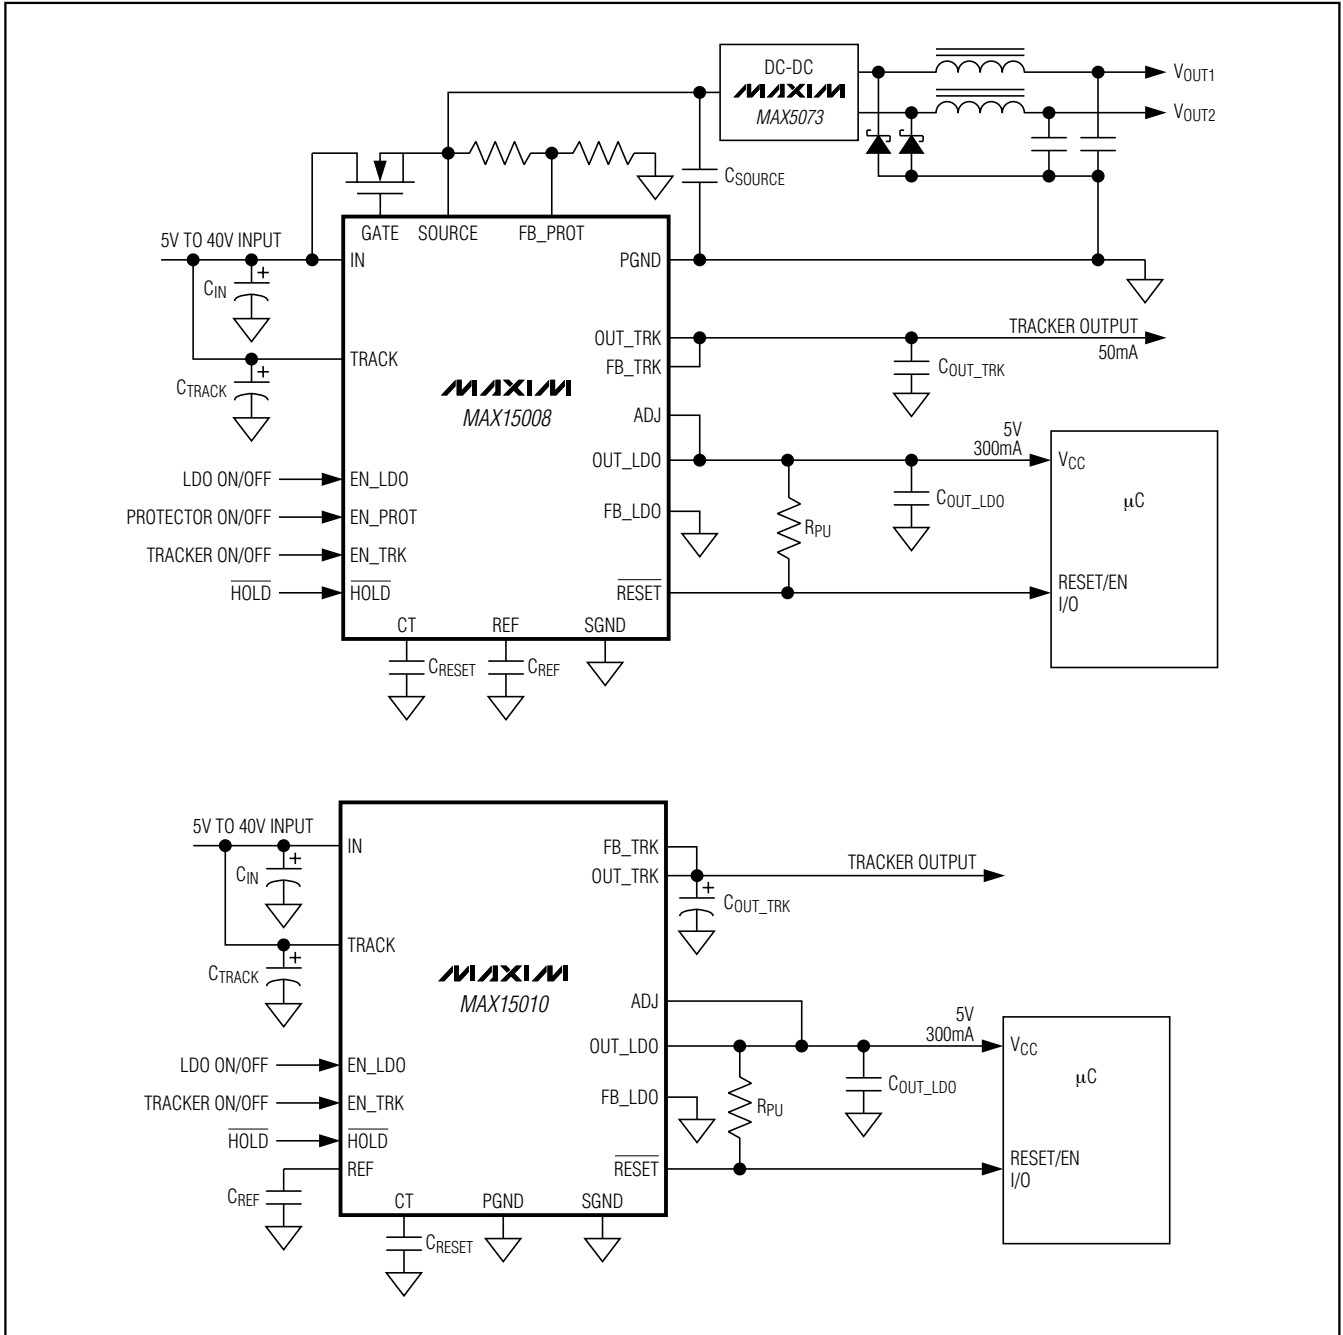 DC-DC
MAXIM
MAX5073
VOUT1
VOUT2
CSOURCE
GATE
SOURCE
FB_PROT
5V TO 40V INPUT
IN
PGND
+
CIN
TRACKER OUTPUT
50mA
OUT_TRK
FB_TRK
TRACK
+
CTRACK
COUT_TRK
MAXIM
MAX15008
ADJ
5V
300mA
OUT_LDO
VCC
LDO ON/OFF
EN_LDO
COUT_LDO
µC
FB_LDO
PROTECTOR ON/OFF
EN_PROT
RPU
TRACKER ON/OFF
EN_TRK
HOLD
HOLD
RESET
RESET/EN
I/O
CT
REF
SGND
CRESET
CREF
5V TO 40V INPUT
IN
FB_TRK
+
CIN
OUT_TRK
TRACKER OUTPUT
+
COUT_TRK
TRACK
+
CTRACK
MAXIM
MAX15010
ADJ
5V
300mA
OUT_LDO
VCC
LDO ON/OFF
EN_LDO
COUT_LDO
µC
FB_LDO
TRACKER ON/OFF
EN_TRK
RPU
HOLD
HOLD
REF
RESET
RESET/EN
I/O
CREF
CT
PGND
SGND
CRESET